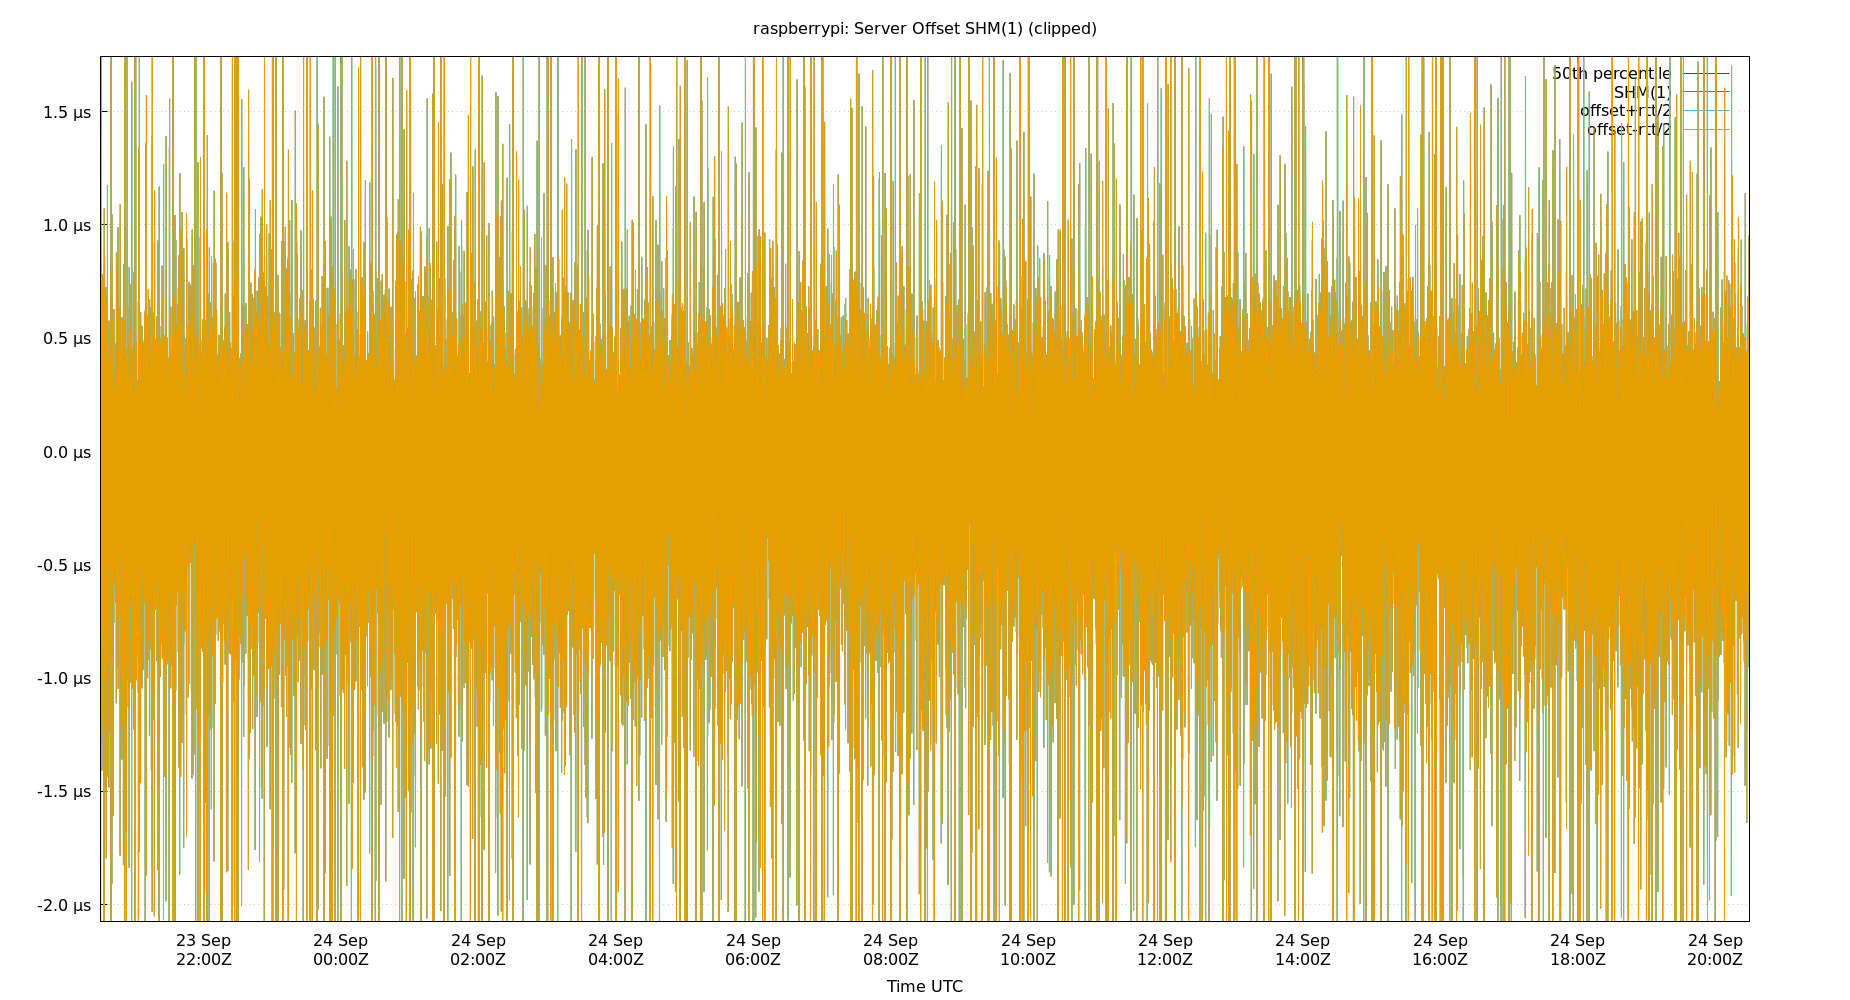 raspberrypi: Server Offset SHM(1) (clipped)
50th percentile
SHM(1)
offset+rtt/2
offset-rtt/2
1.5 µs
1.0 µs
0.5 µs
0.0 µs
-0.5 µs
-1.0 µs
-1.5 µs
-2.0 µs
23 Sep 24 Sep 24 Sep 24 Sep 24 Sep 24 Sep 24 Sep 24 Sep 24 Sep 24 Sep 24 Sep 24 Sep
22:00Z 00:00Z 02:00Z 04:00Z 06:00Z 08:00Z 10:00Z 12:00Z 14:00Z 16:00Z 18:00Z 20:00Z
Time UTC